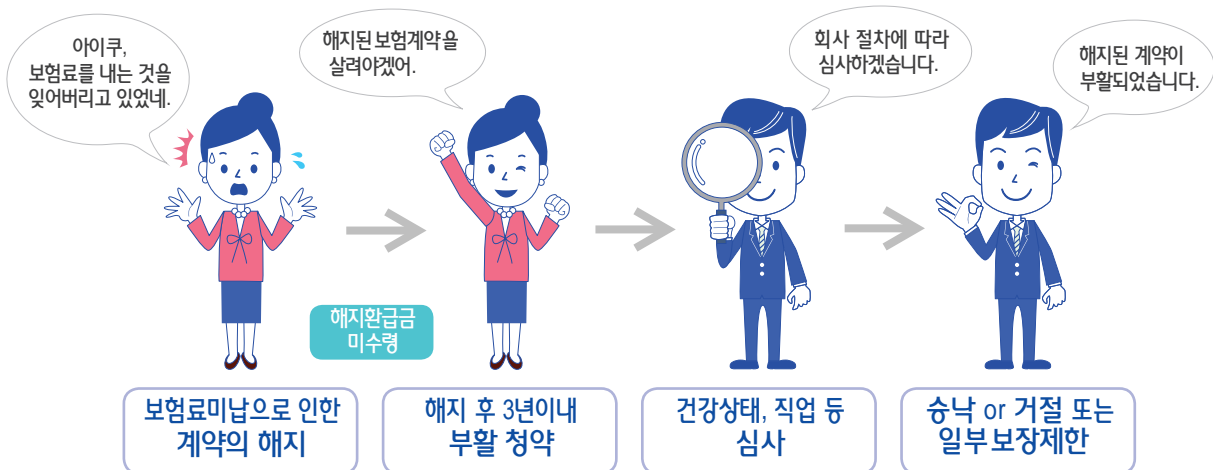 아이쿠,
보험료를 내는 것을
잊어버리고 있었네.
해지된 보험계약을
살려야겠어.
회사 절차에 따라
심사하겠습니다.
해지된 계약이
부활되었습니다.
해지환급금
미수령
보험료미납으로 인한
계약의 해지
해지 후 3년이내
부활 청약
건강상태, 직업 등
심사
승낙 or 거절 또는
일부보장제한